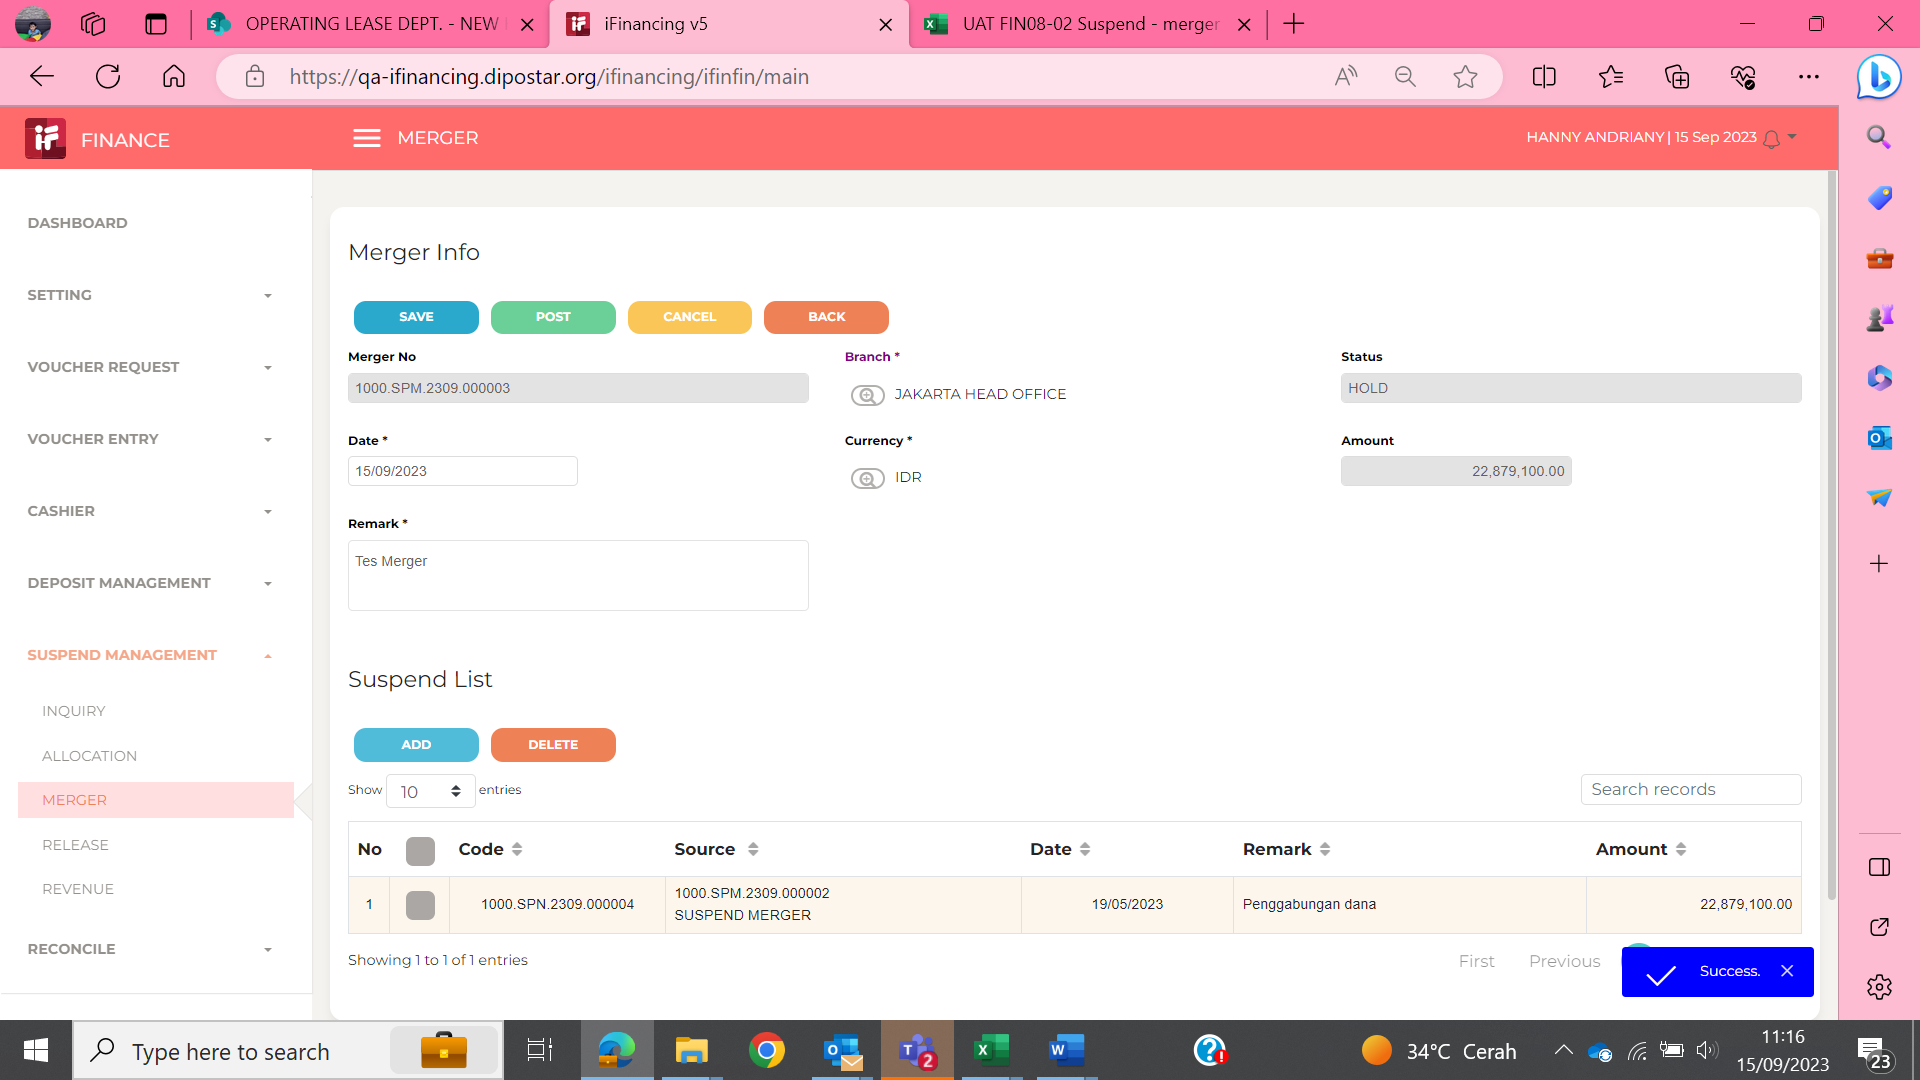 OPERATING LEASE DEPT. - NEW
iFinancing v5
UAT FIN08-02 Suspend - merger
https://qa-ifinancing.dipostar.org/ifinancing/ifinfin/main
iF FINANCE
MERGER
HANNY ANDRIANY | 15 Sep 2023
DASHBOARD
SETTING
VOUCHER REQUEST
VOUCHER ENTRY
CASHIER
DEPOSIT MANAGEMENT
SUSPEND MANAGEMENT
INQUIRY
ALLOCATION
MERGER
RELEASE
REVENUE
RECONCILE
Merger Info
SAVE POST CANCEL BACK
Merger No Branch * Status
1000.SPM.2309.000003 JAKARTA HEAD OFFICE HOLD
Date * Currency * Amount
15/09/2023 IDR 22,879,100.00
Remark *
Tes Merger
Suspend List
ADD DELETE
Show 10 entries Search records
No Code Source Date Remark Amount
1 1000.SPN.2309.000004 1000.SPM.2309.000002 19/05/2023 Penggabungan dana 22,879,100.00
SUSPEND MERGER
Showing 1 to 1 of 1 entries First Previous
Success.
Type here to search
2
34°C Cerah
11:16
15/09/2023
23